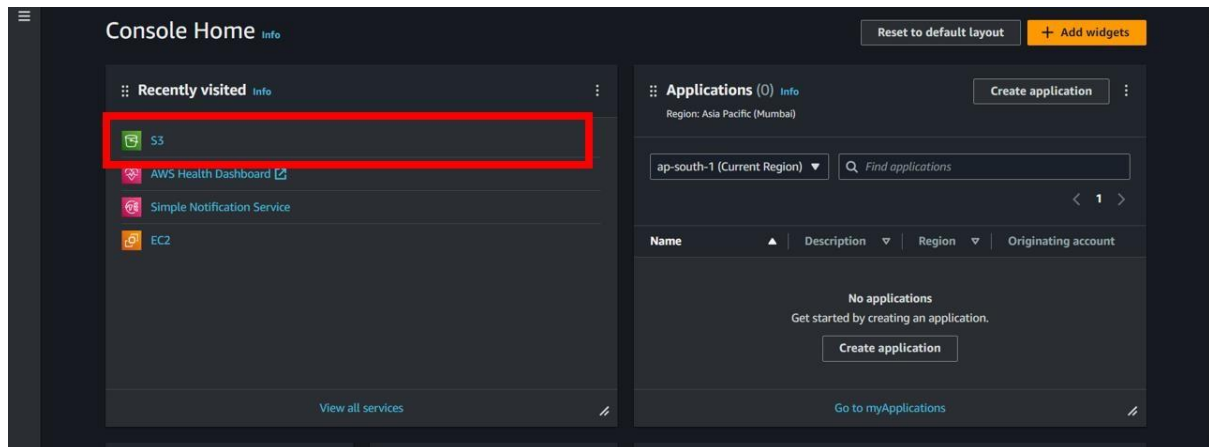 Console Home Info
Reset to default layout
+ Add widgets
Recently visited Info
S3
AWS Health Dashboard
Simple Notification Service
EC2
View all services
Applications (0) Info
Region: Asia Pacific (Mumbai)
Create application
ap-south-1 (Current Region)
Find applications
1
Name Description Region Originating account
No applications
Get started by creating an application.
Create application
Go to myApplications